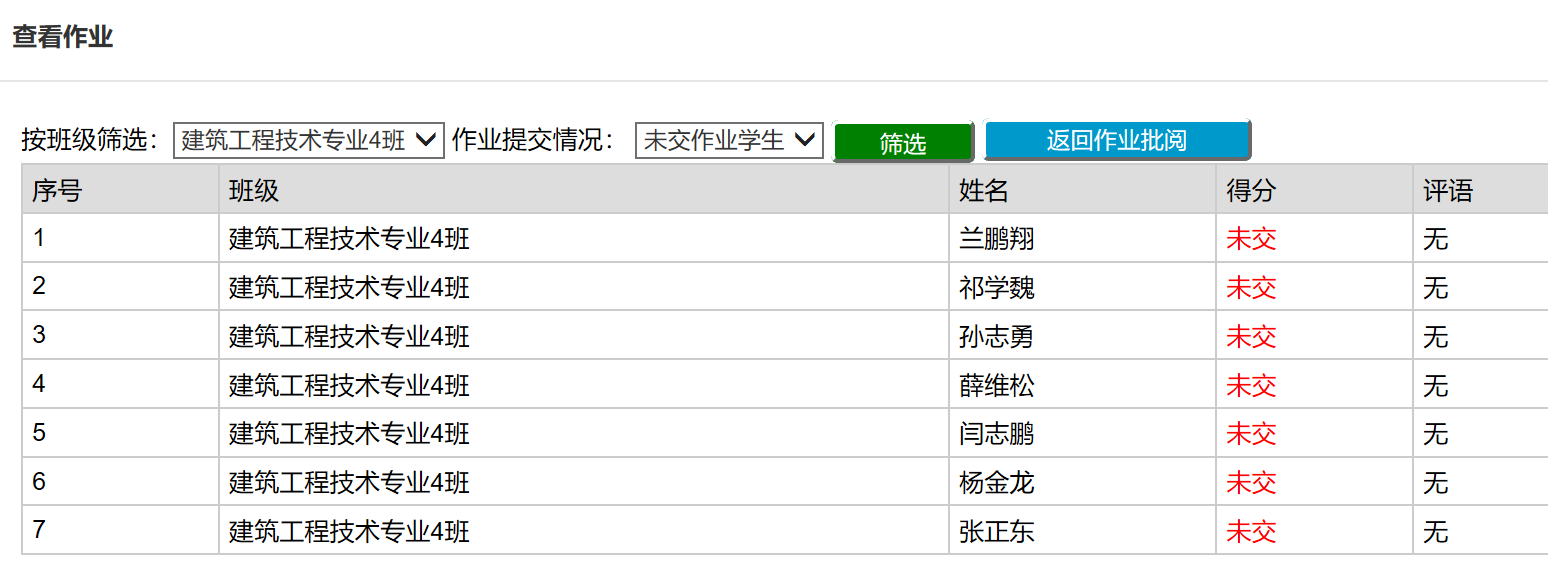 查看作业
按班级筛选： 建筑工程技术专业4班 作业提交情况： 未交作业学生 筛选 返回作业批阅
序号 班级 姓名 得分 评语
1 建筑工程技术专业4班 兰鹏翔 未交 无
2 建筑工程技术专业4班 祁学魏 未交 无
3 建筑工程技术专业4班 孙志勇 未交 无
4 建筑工程技术专业4班 薛维松 未交 无
5 建筑工程技术专业4班 闫志鹏 未交 无
6 建筑工程技术专业4班 杨金龙 未交 无
7 建筑工程技术专业4班 张正东 未交 无